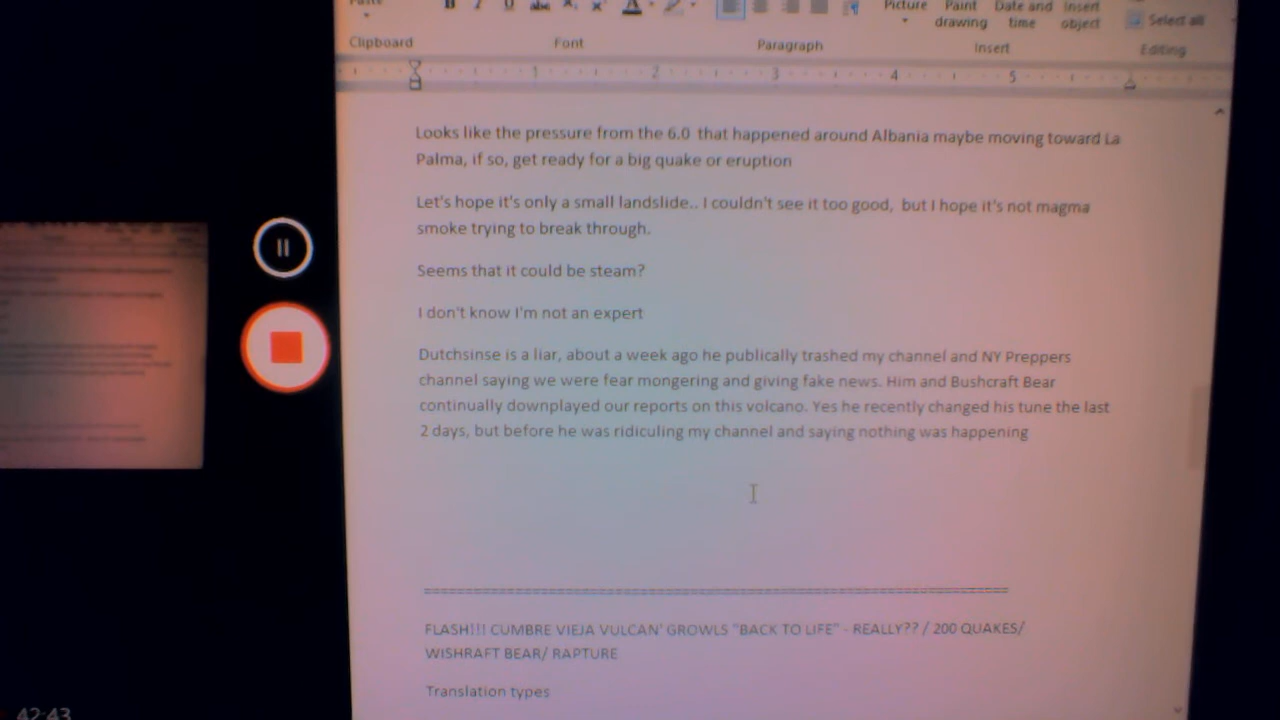 B I U abc
Picture Paint drawing Date and time Insert object Select all
Clipboard Font Paragraph Insert Editing
1 2 3 4 5
Looks like the pressure from the 6.0 that happened around Albania maybe moving toward La
Palma, if so, get ready for a big quake or eruption
Let's hope it's only a small landslide.. I couldn't see it too good, but I hope it's not magma
smoke trying to break through.
Seems that it could be steam?
I don't know I'm not an expert
Dutchsinse is a liar, about a week ago he publically trashed my channel and NY Preppers
channel saying we were fear mongering and giving fake news. Him and Bushcraft Bear
continually downplayed our reports on this volcano. Yes he recently changed his tune the last
2 days, but before he was ridiculing my channel and saying nothing was happening
FLASH!!! CUMBRE VIEJA VULCAN' GROWLS "BACK TO LIFE" - REALLY?? / 200 QUAKES/
WISHRAFT BEAR/ RAPTURE
Translation types
42:43